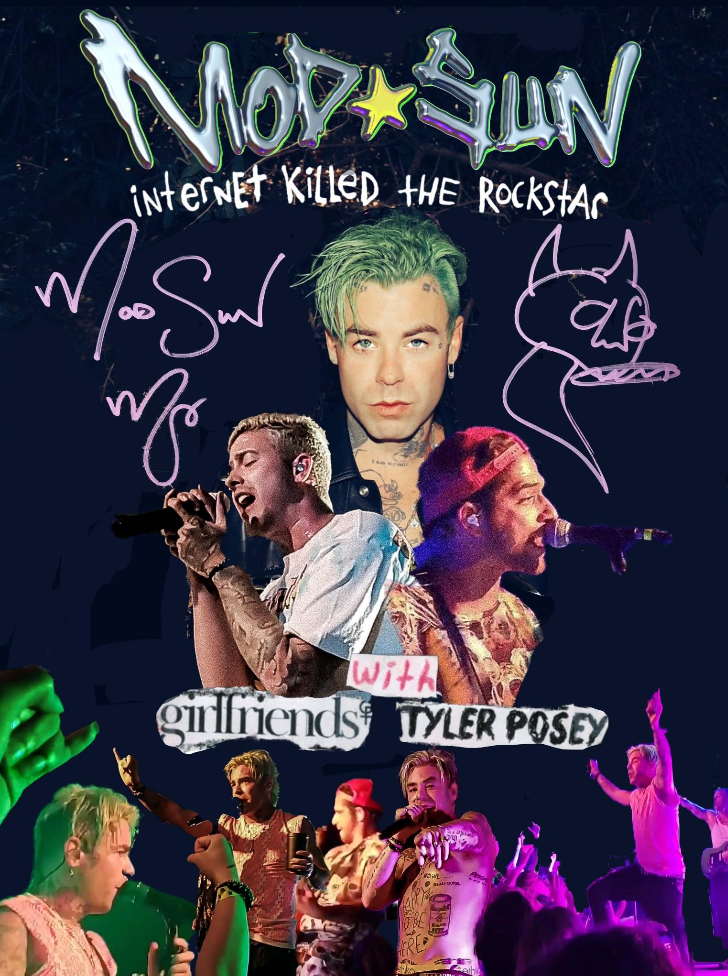 MOD SUN
INTERNET KILLED THE ROCKSTAR
Mod Sun
With
girlfriends
TYLER POSEY